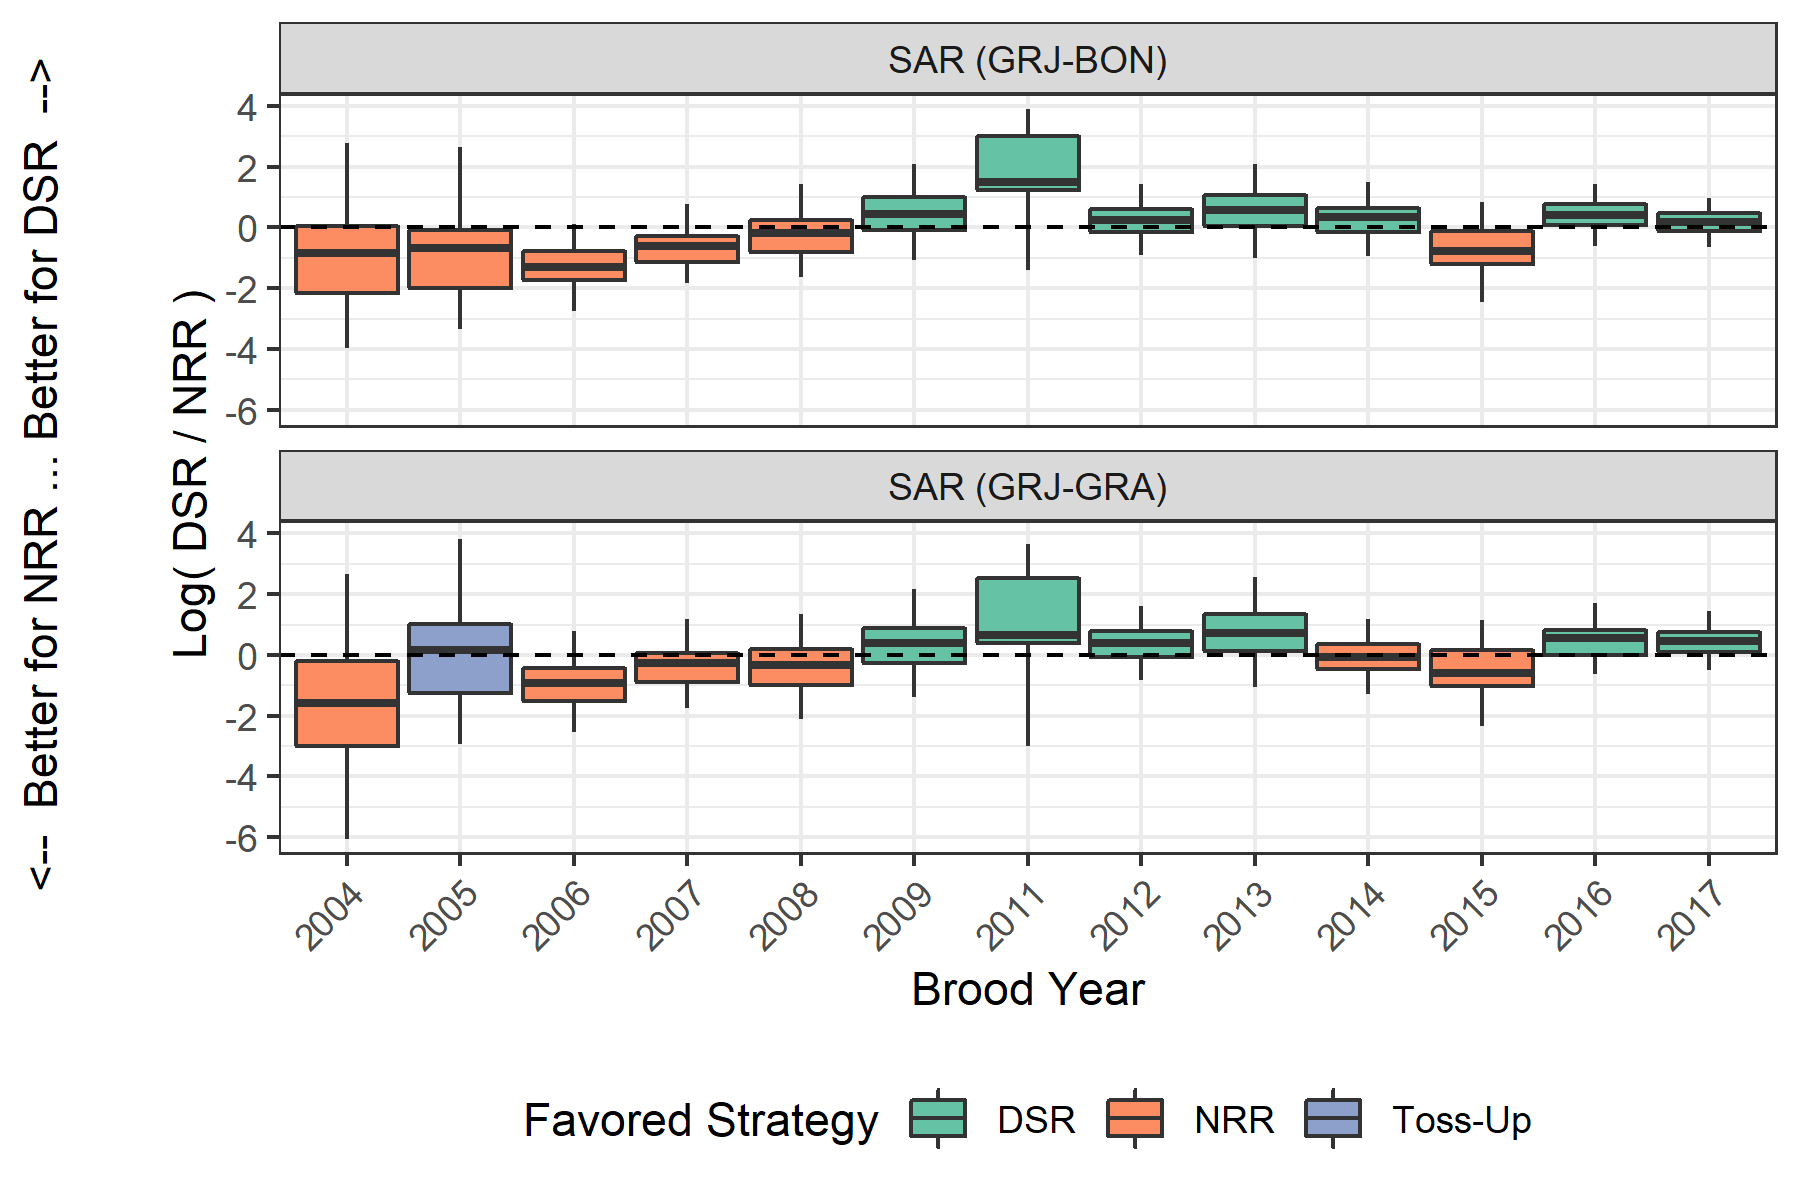 <-- Better for NRR ... Better for DSR -->
Log( DSR / NRR )
SAR (GRJ-BON)
4
2
0
-2
-4
-6
SAR (GRJ-GRA)
4
2
0
-2
-4
-6
2004 2005 2006 2007 2008 2009 2011 2012 2013 2014 2015 2016 2017
Brood Year
Favored Strategy DSR NRR Toss-Up